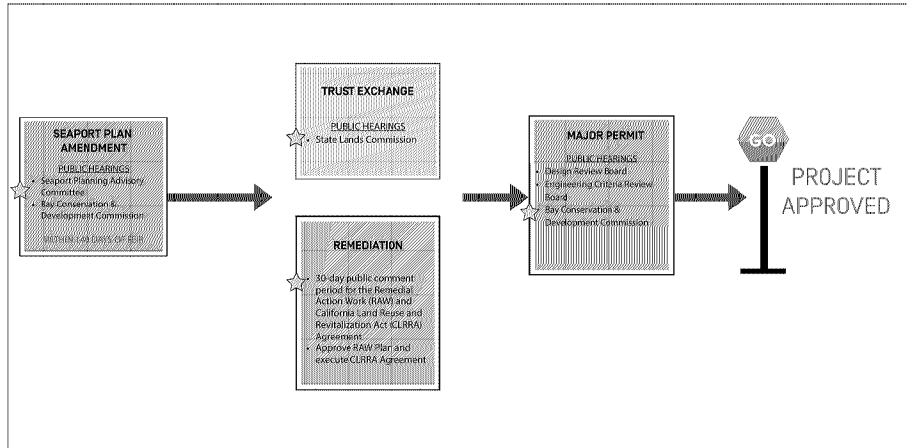 SEAPORT PLAN
AMENDMENT
PUBLIC HEARINGS
• Seaport Planning Advisory
Committee
• Bay Conservation &
Development Commission
WITHIN 140 DAYS OF FEIR
TRUST EXCHANGE
PUBLIC HEARINGS
• State Lands Commission
REMEDIATION
• 30-day public comment
period for the Remedial
Action Work (RAW) and
California Land Reuse and
Revitalization Act (CLRRA)
Agreement
• Approve RAW Plan and
execute CLRRA Agreement
MAJOR PERMIT
PUBLIC HEARINGS
• Design Review Board
• Engineering Criteria Review
Board
• Bay Conservation &
Development Commission
GO
PROJECT
APPROVED